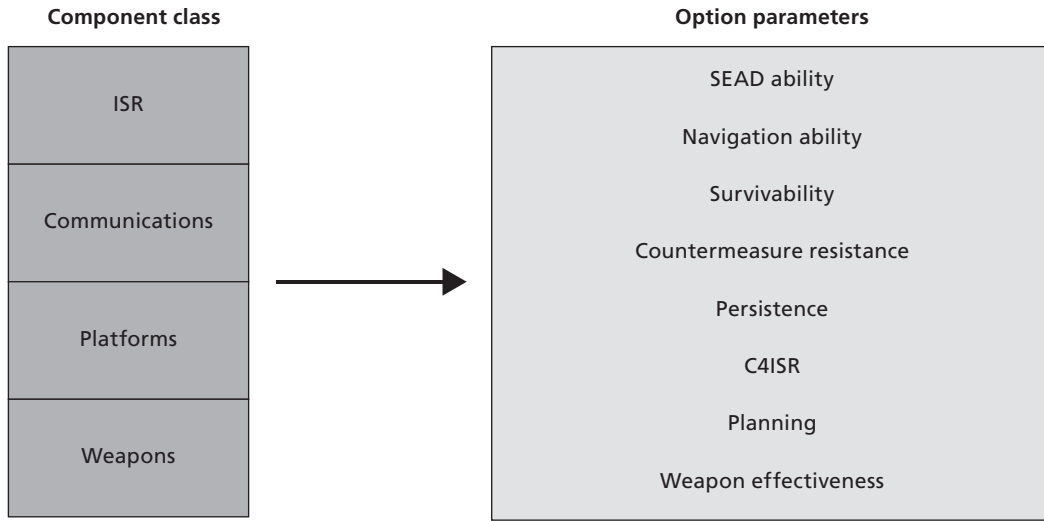 Component class
ISR
Communications
Platforms
Weapons
Option parameters
SEAD ability
Navigation ability
Survivability
Countermeasure resistance
Persistence
C4ISR
Planning
Weapon effectiveness